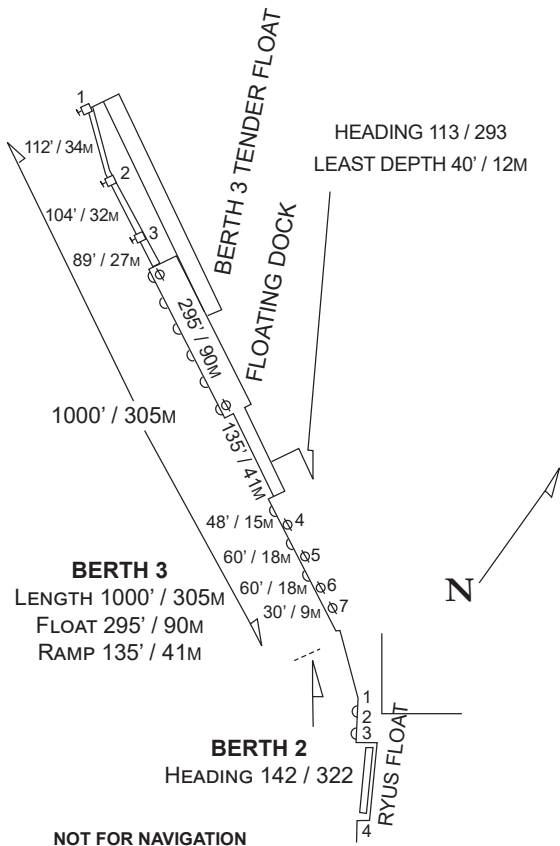 1
112’ / 34M
2
104’ / 32M
3
89’ / 27M
BERTH 3 TENDER FLOAT
FLOATING DOCK
HEADING 113 / 293
LEAST DEPTH 40’ / 12M
295’ / 90M
1000’ / 305M
135’ / 41M
48’ / 15M
4
60’ / 18M
5
60’ / 18M
6
30’ / 9M
7
BERTH 3
LENGTH 1000’ / 305M
FLOAT 295’ / 90M
RAMP 135’ / 41M
N
1
2
3
RYUS FLOAT
4
BERTH 2
HEADING 142 / 322
NOT FOR NAVIGATION